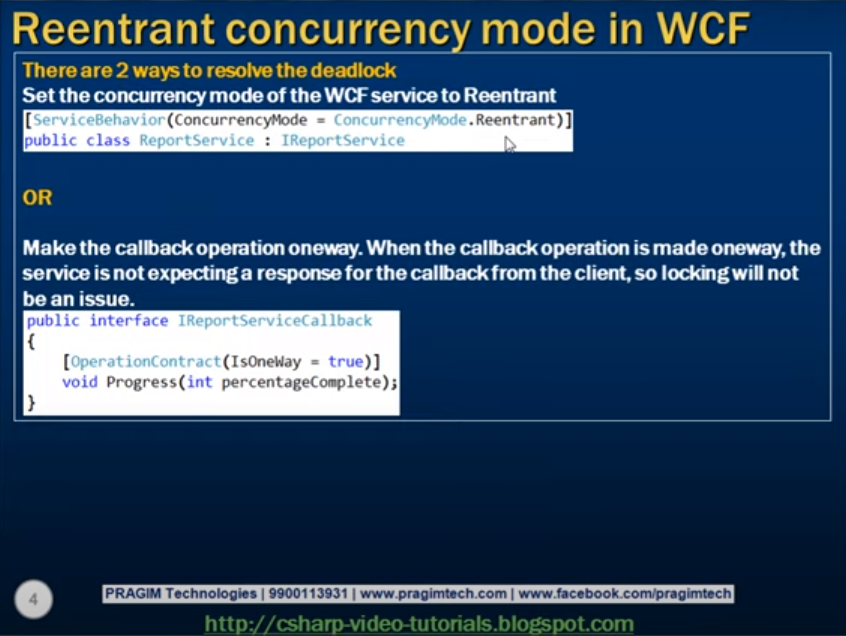 Reentrant concurrency mode in WCF
There are 2 ways to resolve the deadlock
Set the concurrency mode of the WCF service to Reentrant
[ServiceBehavior(ConcurrencyMode = ConcurrencyMode.Reentrant)]
public class ReportService : IReportService
OR
Make the callback operation oneway. When the callback operation is made oneway, the
service is not expecting a response for the callback from the client, so locking will not
be an issue.
public interface IReportServiceCallback
{
    [OperationContract(IsOneWay = true)]
    void Progress(int percentageComplete);
}
4
PRAGIM Technologies | 9900113931 | www.pragimtech.com | www.facebook.com/pragimtech
http://csharp-video-tutorials.blogspot.com